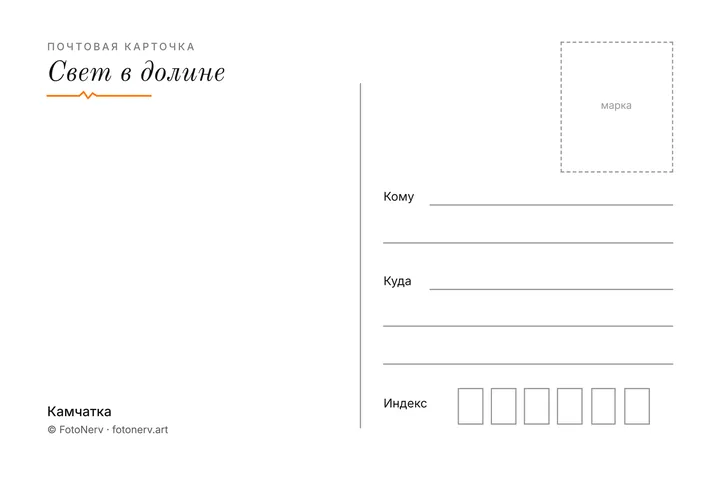 ПОЧТОВАЯ КАРТОЧКА
Свет в долине
марка
Кому
Куда
Индекс
Камчатка
© FotoNerv · fotonerv.art